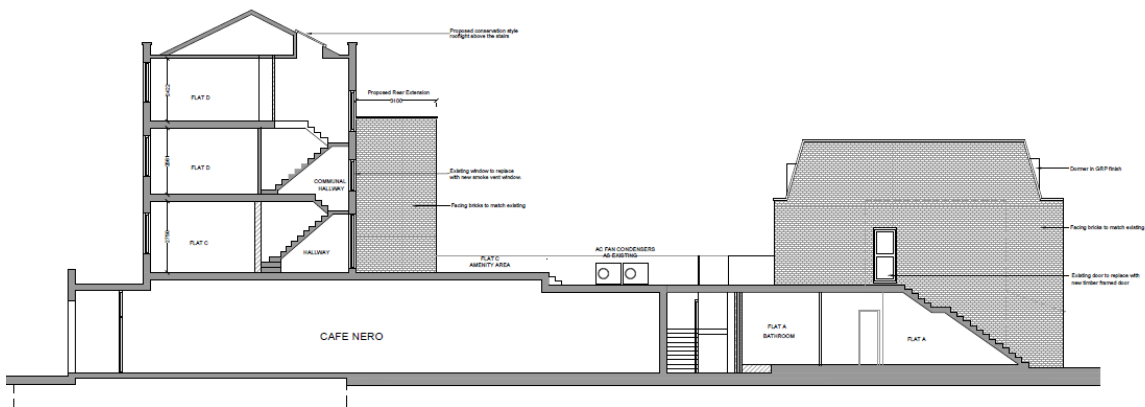 Proposed conservation style
rooflight above the stairs
FLAT D
Proposed Rear Extension
3100
FLAT D
COMMUNAL
HALLWAY
Existing window to replace
with new smoke vent window.
Facing bricks to match existing
FLAT C
HALLWAY
FLAT C
AMENITY AREA
AC FAN CONDENSERS
AS EXISTING
Dormer in GRP finish
Facing bricks to match existing
Existing door to replace with
new timber framed door
CAFE NERO
FLAT A
BATHROOM
FLAT A